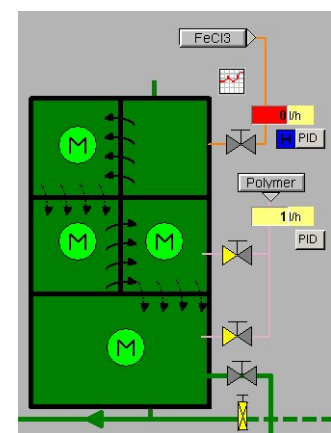 FeCl3
0 l/h
H PID
M
Polymer
1 l/h
M M
PID
M